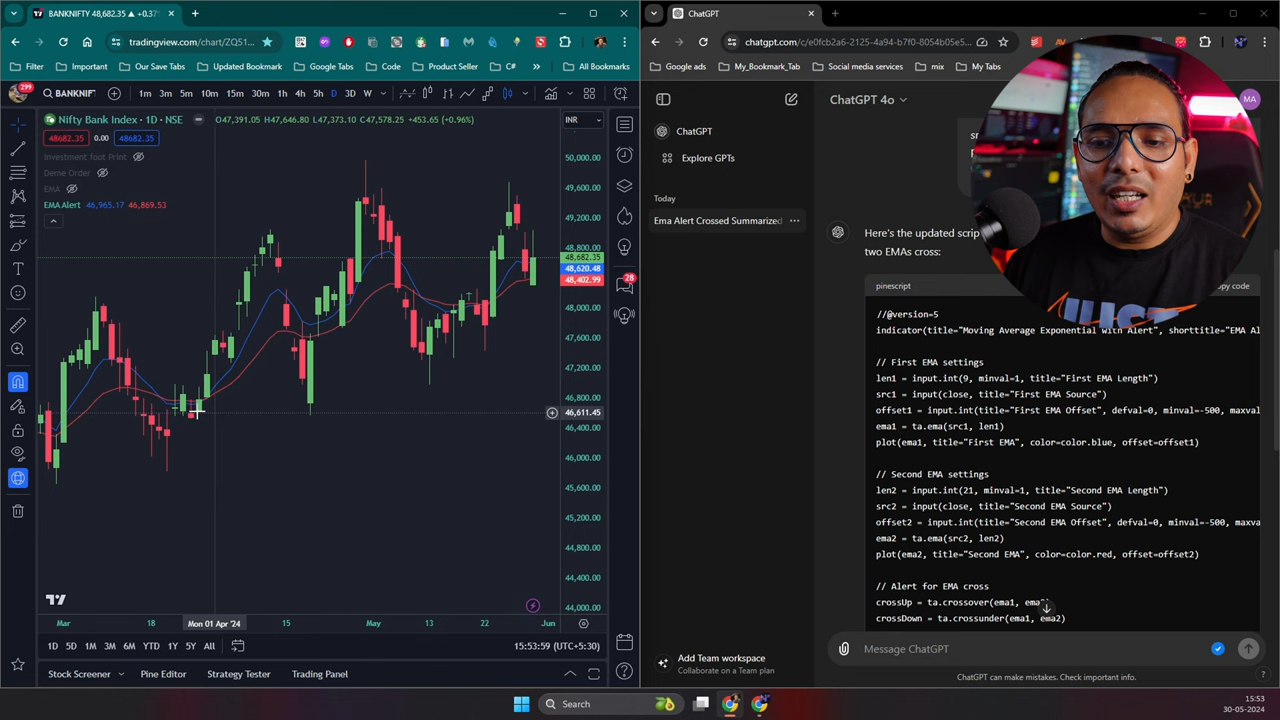 BANKNIFTY 48,682.35 ▲ +0.37
ChatGPT
tradingview.com/chart/ZQ51...
chatgpt.com/c/e0fcb2a6-2125-4a94-b7f0-8054b05e5...
Filter
Important
Our Save Tabs
Updated Bookmark
Google Tabs
Code
Product Seller
C#
»
All Bookmarks
Google ads
My_Bookmark_Tab
Social media services
mix
My Tabs
299
BANKNIF
1m 3m 5m 10m 15m 30m 1h 4h 5h D 3D W
ChatGPT 4o
MA
Nifty Bank Index · 1D · NSE
O47,391.05 H47,646.80 L47,373.10 C47,578.25 +453.65 (+0.96%)
INR
48682.35 0.00 48682.35
Investment foot Print
Deme Order
EMA
EMA Alert 46,965.17 46,869.53
50,000.00
49,600.00
49,200.00
48,800.00
48,682.35
48,620.48
48,402.99
48,000.00
47,600.00
47,200.00
46,800.00
46,611.45
46,400.00
46,000.00
45,600.00
45,200.00
44,800.00
44,400.00
44,000.00
28
Mar
18
Mon 01 Apr '24
15
May
13
22
Jun
1D 5D 1M 3M 6M YTD 1Y 5Y All
15:53:59 (UTC+5:30)
Stock Screener
Pine Editor
Strategy Tester
Trading Panel
ChatGPT
Explore GPTs
Today
Ema Alert Crossed Summarized
Add Team workspace
Collaborate on a Team plan
Here's the updated scrip
two EMAs cross:
pinescript
py code
//@version=5
indicator(title="Moving Average Exponential with Alert", shorttitle="EMA Al
// First EMA settings
len1 = input.int(9, minval=1, title="First EMA Length")
src1 = input(close, title="First EMA Source")
offset1 = input.int(title="First EMA Offset", defval=0, minval=-500, maxval
ema1 = ta.ema(src1, len1)
plot(ema1, title="First EMA", color=color.blue, offset=offset1)
// Second EMA settings
len2 = input.int(21, minval=1, title="Second EMA Length")
src2 = input(close, title="Second EMA Source")
offset2 = input.int(title="Second EMA Offset", defval=0, minval=-500, maxva
ema2 = ta.ema(src2, len2)
plot(ema2, title="Second EMA", color=color.red, offset=offset2)
// Alert for EMA cross
crossUp = ta.crossover(ema1, ema2)
crossDown = ta.crossunder(ema1, ema2)
Message ChatGPT
ChatGPT can make mistakes. Check important info.
?
Search
15:53
30-05-2024